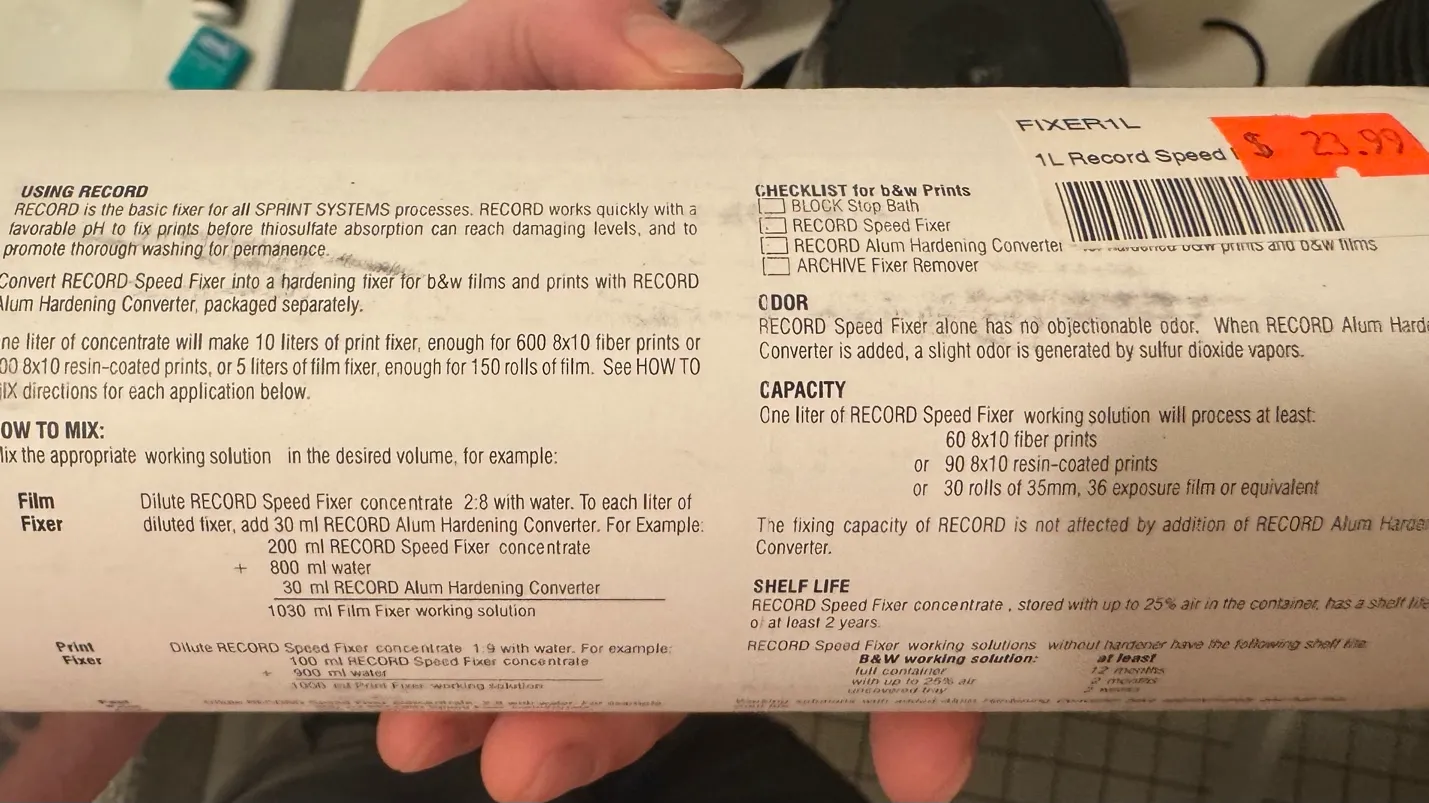 FIXER1L
1L Record Speed
$ 23.99
USING RECORD
RECORD is the basic fixer for all SPRINT SYSTEMS processes. RECORD works quickly with a
favorable pH to fix prints before thiosulfate absorption can reach damaging levels, and to
promote thorough washing for permanence.
Convert RECORD Speed Fixer into a hardening fixer for b&w films and prints with RECORD
Alum Hardening Converter, packaged separately.
ne liter of concentrate will make 10 liters of print fixer, enough for 600 8x10 fiber prints or
00 8x10 resin-coated prints, or 5 liters of film fixer, enough for 150 rolls of film. See HOW TO
IX directions for each application below.
OW TO MIX:
ix the appropriate working solution in the desired volume, for example:
Film Dilute RECORD Speed Fixer concentrate 2:8 with water. To each liter of
Fixer diluted fixer, add 30 ml RECORD Alum Hardening Converter. For Example:
200 ml RECORD Speed Fixer concentrate
+ 800 ml water
30 ml RECORD Alum Hardening Converter
1030 ml Film Fixer working solution
Print Dilute RECORD Speed Fixer concentrate 1:9 with water. For example:
Fixer 100 ml RECORD Speed Fixer concentrate
+ 900 ml water
1000 ml Print Fixer working solution
CHECKLIST for b&w Prints
BLOCK Stop Bath
RECORD Speed Fixer
RECORD Alum Hardening Converter - for hardened b&w prints and b&w films
ARCHIVE Fixer Remover
ODOR
RECORD Speed Fixer alone has no objectionable odor. When RECORD Alum Harde
Converter is added, a slight odor is generated by sulfur dioxide vapors.
CAPACITY
One liter of RECORD Speed Fixer working solution will process at least:
60 8x10 fiber prints
or 90 8x10 resin-coated prints
or 30 rolls of 35mm, 36 exposure film or equivalent
The fixing capacity of RECORD is not affected by addition of RECORD Alum Harden
Converter.
SHELF LIFE
RECORD Speed Fixer concentrate, stored with up to 25% air in the container, has a shelf life
of at least 2 years.
RECORD Speed Fixer working solutions without hardener have the following shelf life:
B&W working solution: at least
full container 12 months
with up to 25% air 2 months
uncovered tray